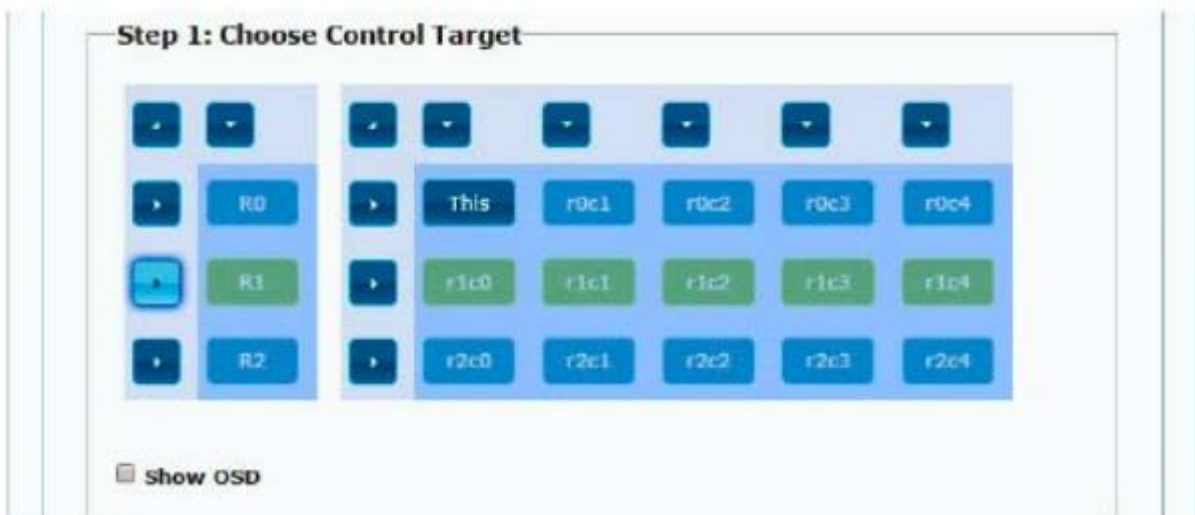 Step 1: Choose Control Target
R0 This r0c1 r0c2 r0c3 r0c4
R1 r1c0 r1c1 r1c2 r1c3 r1c4
R2 r2c0 r2c1 r2c2 r2c3 r2c4
Show OSD